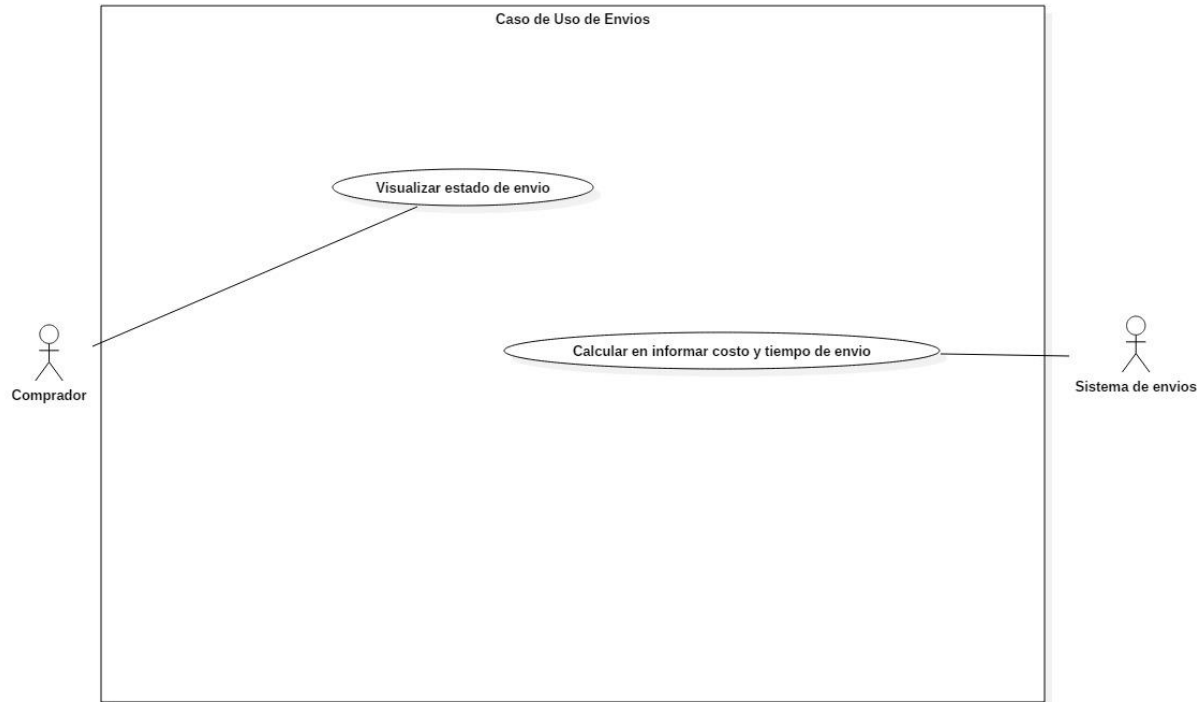 Caso de Uso de Envios
Visualizar estado de envio
Calcular en informar costo y tiempo de envio
Comprador
Sistema de envios